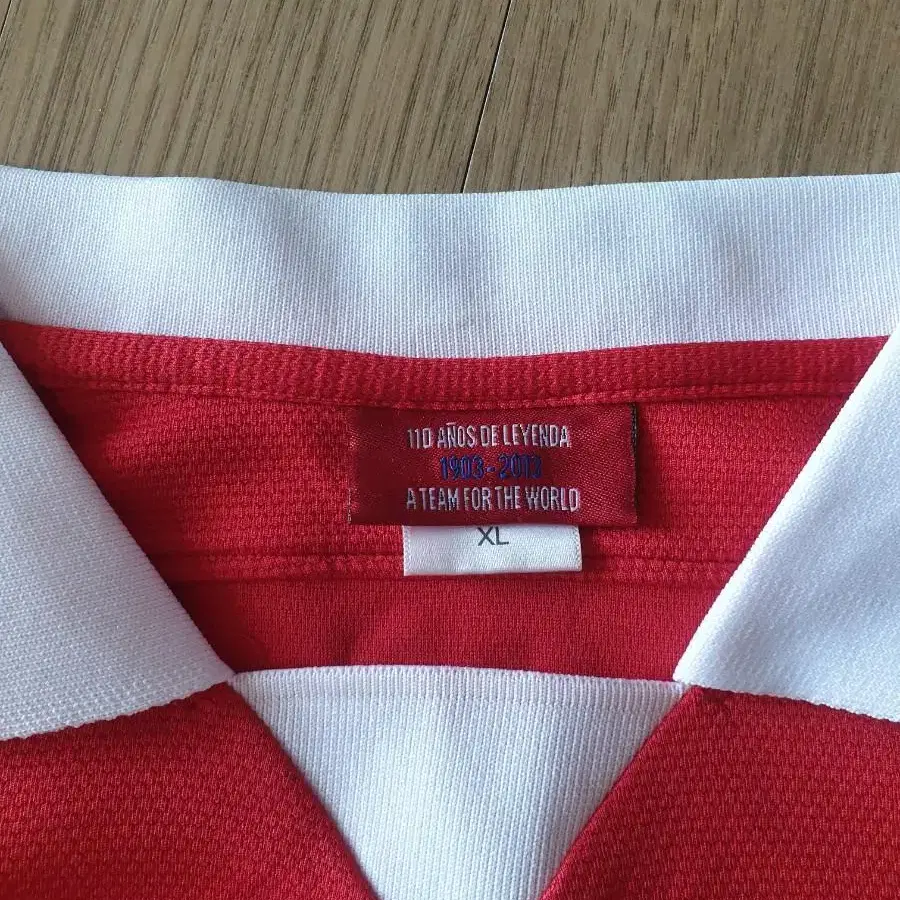 110 AÑOS DE LEYENDA
1903-2013
A TEAM FOR THE WORLD
XL